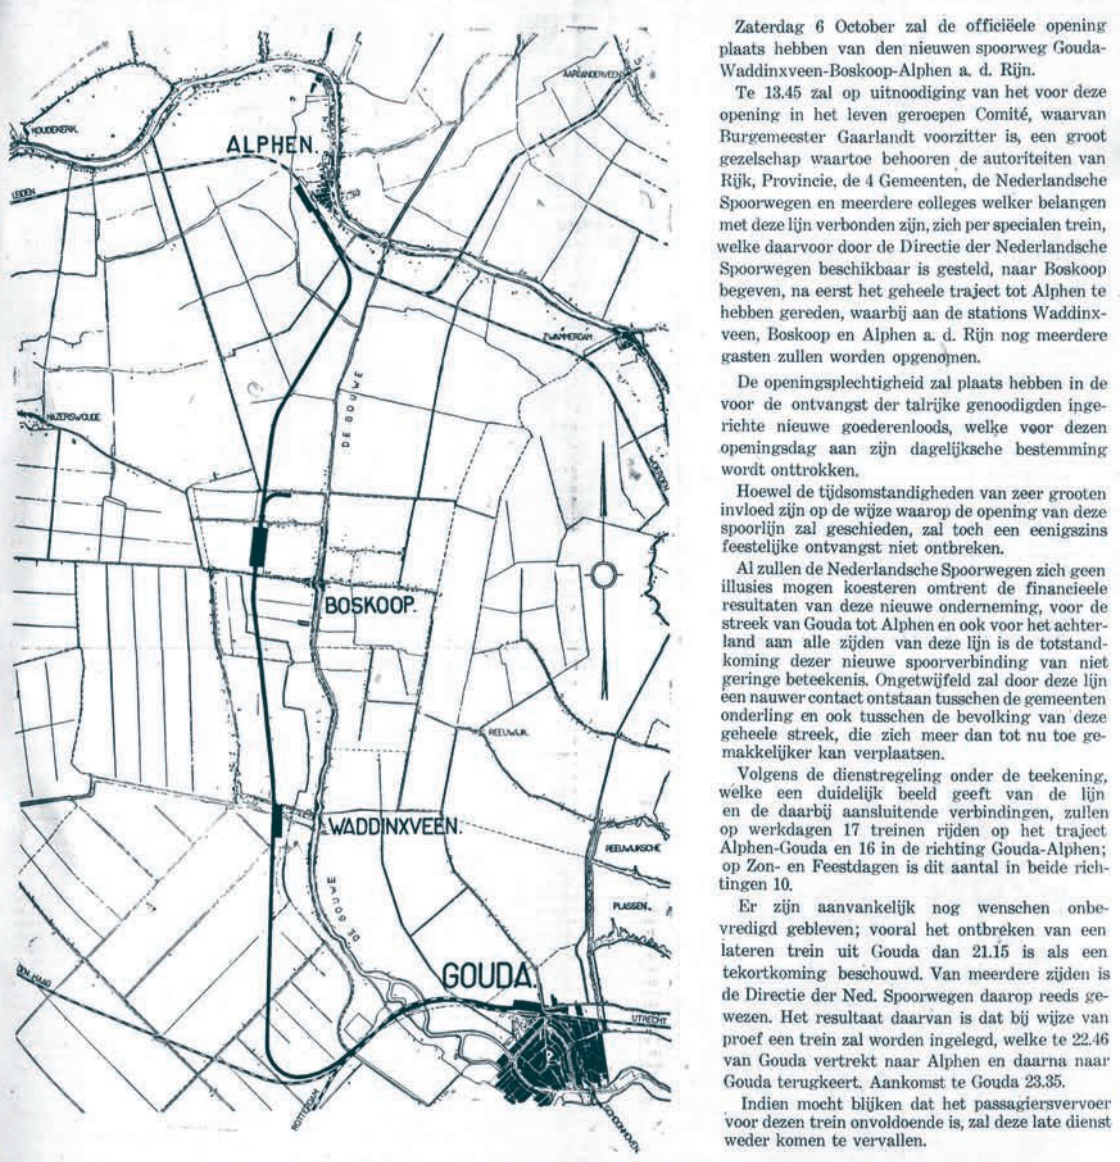 KOUDEKERK.
AARLANDERVEEN
ALPHEN.
LEIDEN
ZWAMMERDAM.
DE GOUWE
HAZERSWOUDE
WOERDEN
BOSKOOP.
REEUWIJK.
WADDINXVEEN.
REEUWIJKSCHE
PLASSEN.
DE GOUWE
DEN HAAG
GOUDA.
UTRECHT
ROTTERDAM
SCHOONHOVEN
Zaterdag 6 October zal de officiëele opening
plaats hebben van den nieuwen spoorweg Gouda-
Waddinxveen-Boskoop-Alphen a. d. Rijn.
Te 13.45 zal op uitnoodiging van het voor deze
opening in het leven geroepen Comité, waarvan
Burgemeester Gaarlandt voorzitter is, een groot
gezelschap waartoe behooren de autoriteiten van
Rijk, Provincie, de 4 Gemeenten, de Nederlandsche
Spoorwegen en meerdere colleges welker belangen
met deze lijn verbonden zijn, zich per specialen trein,
welke daarvoor door de Directie der Nederlandsche
Spoorwegen beschikbaar is gesteld, naar Boskoop
begeven, na eerst het geheele traject tot Alphen te
hebben gereden, waarbij aan de stations Waddinx-
veen, Boskoop en Alphen a. d. Rijn nog meerdere
gasten zullen worden opgenomen.
De openingsplechtigheid zal plaats hebben in de
voor de ontvangst der talrijke genoodigden inge-
richte nieuwe goederenloods, welke voor dezen
openingsdag aan zijn dagelijksche bestemming
wordt onttrokken.
Hoewel de tijdsomstandigheden van zeer grooten
invloed zijn op de wijze waarop de opening van deze
spoorlijn zal geschieden, zal toch een eenigszins
feestelijke ontvangst niet ontbreken.
Al zullen de Nederlandsche Spoorwegen zich geen
illusies mogen koesteren omtrent de financieele
resultaten van deze nieuwe onderneming, voor de
streek van Gouda tot Alphen en ook voor het achter-
land aan alle zijden van deze lijn is de totstand-
koming dezer nieuwe spoorverbinding van niet
geringe beteekenis. Ongetwijfeld zal door deze lijn
een nauwer contact ontstaan tusschen de gemeenten
onderling en ook tusschen de bevolking van deze
geheele streek, die zich meer dan tot nu toe ge-
makkelijker kan verplaatsen.
Volgens de dienstregeling onder de teekening,
welke een duidelijk beeld geeft van de lijn
en de daarbij aansluitende verbindingen, zullen
op werkdagen 17 treinen rijden op het traject
Alphen-Gouda en 16 in de richting Gouda-Alphen;
op Zon- en Feestdagen is dit aantal in beide rich-
tingen 10.
Er zijn aanvankelijk nog wenschen onbe-
vredigd gebleven; vooral het ontbreken van een
lateren trein uit Gouda dan 21.15 is als een
tekortkoming beschouwd. Van meerdere zijden is
de Directie der Ned. Spoorwegen daarop reeds ge-
wezen. Het resultaat daarvan is dat bij wijze van
proef een trein zal worden ingelegd, welke te 22.46
van Gouda vertrekt naar Alphen en daarna naar
Gouda terugkeert. Aankomst te Gouda 23.35.
Indien mocht blijken dat het passagiersvervoer
voor dezen trein onvoldoende is, zal deze late dienst
weder komen te vervallen.